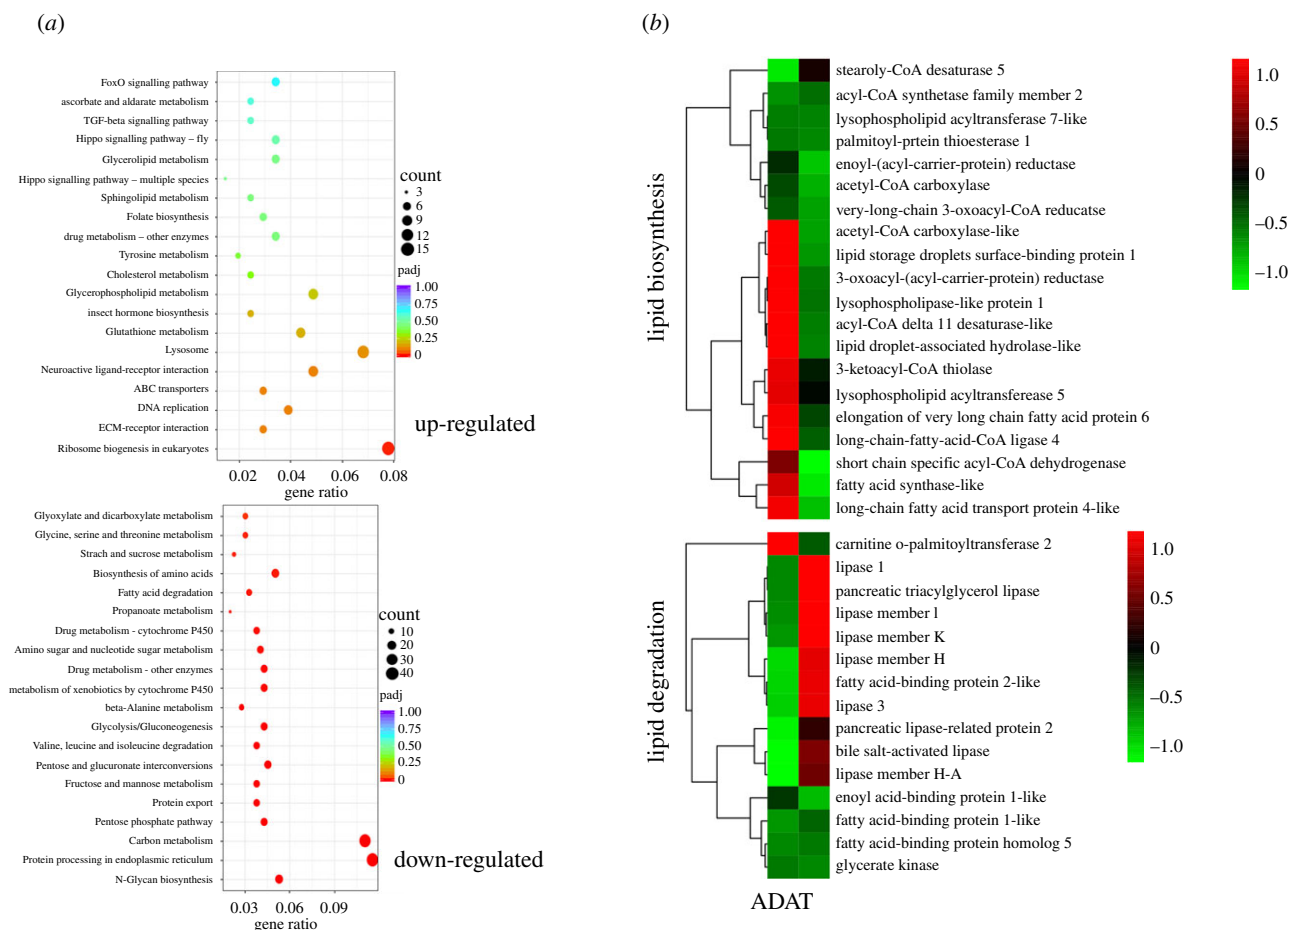 (a)
FoxO signalling pathway
ascorbate and aldarate metabolism
TGF-beta signalling pathway
Hippo signalling pathway – fly
Glycerolipid metabolism
Hippo signalling pathway – multiple species
Sphingolipid metabolism
Folate biosynthesis
drug metabolism – other enzymes
Tyrosine metabolism
Cholesterol metabolism
Glycerophospholipid metabolism
insect hormone biosynthesis
Glutathione metabolism
Lysosome
Neuroactive ligand-receptor interaction
ABC transporters
DNA replication
ECM-receptor interaction
Ribosome biogenesis in eukaryotes
0.02 0.04 0.06 0.08
gene ratio
count
3
6
9
12
15
padj
1.00
0.75
0.50
0.25
0
up-regulated
Glyoxylate and dicarboxylate metabolism
Glycine, serine and threonine metabolism
Strach and sucrose metabolism
Biosynthesis of amino acids
Fatty acid degradation
Propanoate metabolism
Drug metabolism - cytochrome P450
Amino sugar and nucleotide sugar metabolism
Drug metabolism - other enzymes
metabolism of xenobiotics by cytochrome P450
beta-Alanine metabolism
Glycolysis/Gluconeogenesis
Valine, leucine and isoleucine degradation
Pentose and glucuronate interconversions
Fructose and mannose metabolism
Protein export
Pentose phosphate pathway
Carbon metabolism
Protein processing in endoplasmic reticulum
N-Glycan biosynthesis
0.03 0.06 0.09
gene ratio
count
10
20
30
40
padj
1.00
0.75
0.50
0.25
0
down-regulated
(b)
lipid biosynthesis
stearoly-CoA desaturase 5
acyl-CoA synthetase family member 2
lysophospholipid acyltransferase 7-like
palmitoyl-prtein thioesterase 1
enoyl-(acyl-carrier-protein) reductase
acetyl-CoA carboxylase
very-long-chain 3-oxoacyl-CoA reducatse
acetyl-CoA carboxylase-like
lipid storage droplets surface-binding protein 1
3-oxoacyl-(acyl-carrier-protein) reductase
lysophospholipase-like protein 1
acyl-CoA delta 11 desaturase-like
lipid droplet-associated hydrolase-like
3-ketoacyl-CoA thiolase
lysophospholipid acyltransferease 5
elongation of very long chain fatty acid protein 6
long-chain-fatty-acid-CoA ligase 4
short chain specific acyl-CoA dehydrogenase
fatty acid synthase-like
long-chain fatty acid transport protein 4-like
1.0
0.5
0
−0.5
−1.0
lipid degradation
carnitine o-palmitoyltransferase 2
lipase 1
pancreatic triacylglycerol lipase
lipase member l
lipase member K
lipase member H
fatty acid-binding protein 2-like
lipase 3
pancreatic lipase-related protein 2
bile salt-activated lipase
lipase member H-A
enoyl acid-binding protein 1-like
fatty acid-binding protein 1-like
fatty acid-binding protein homolog 5
glycerate kinase
1.0
0.5
0
−0.5
−1.0
ADAT